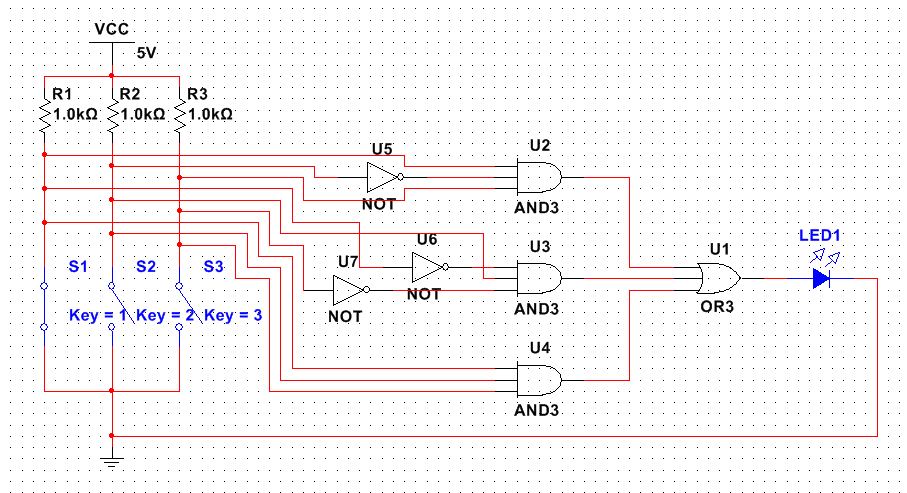 VCC
5V
R1
1.0kΩ
R2
1.0kΩ
R3
1.0kΩ
U5
NOT
U2
AND3
U6
NOT
U7
NOT
U3
AND3
U1
OR3
LED1
S1
Key = 1
S2
Key = 2
S3
Key = 3
U4
AND3